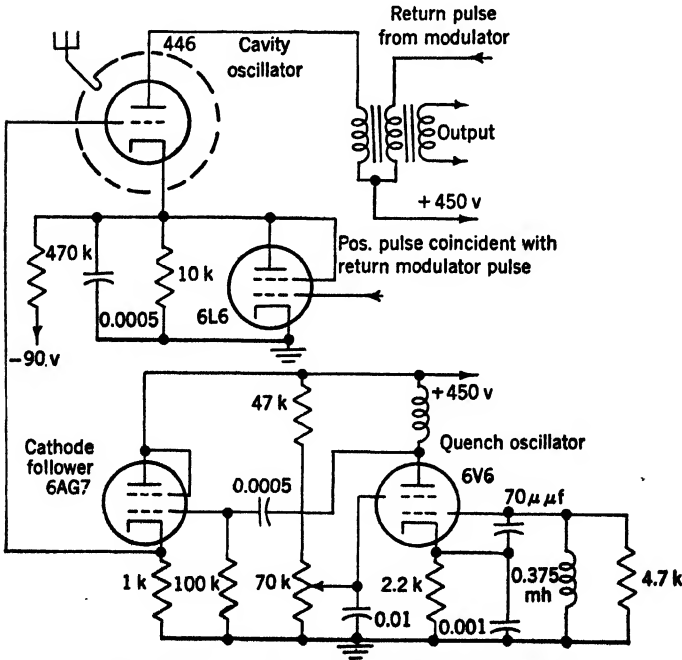 Return pulse
from modulator
446
Cavity
oscillator
Output
+450 v
470 k
10 k
0.0005
6L6
Pos. pulse coincident with
return modulator pulse
-90 v
+450 v
47 k
Quench oscillator
6V6
Cathode
follower
6AG7
0.0005
70μμf
1 k
100 k
70 k
2.2 k
0.375
mh
4.7 k
0.01
0.001